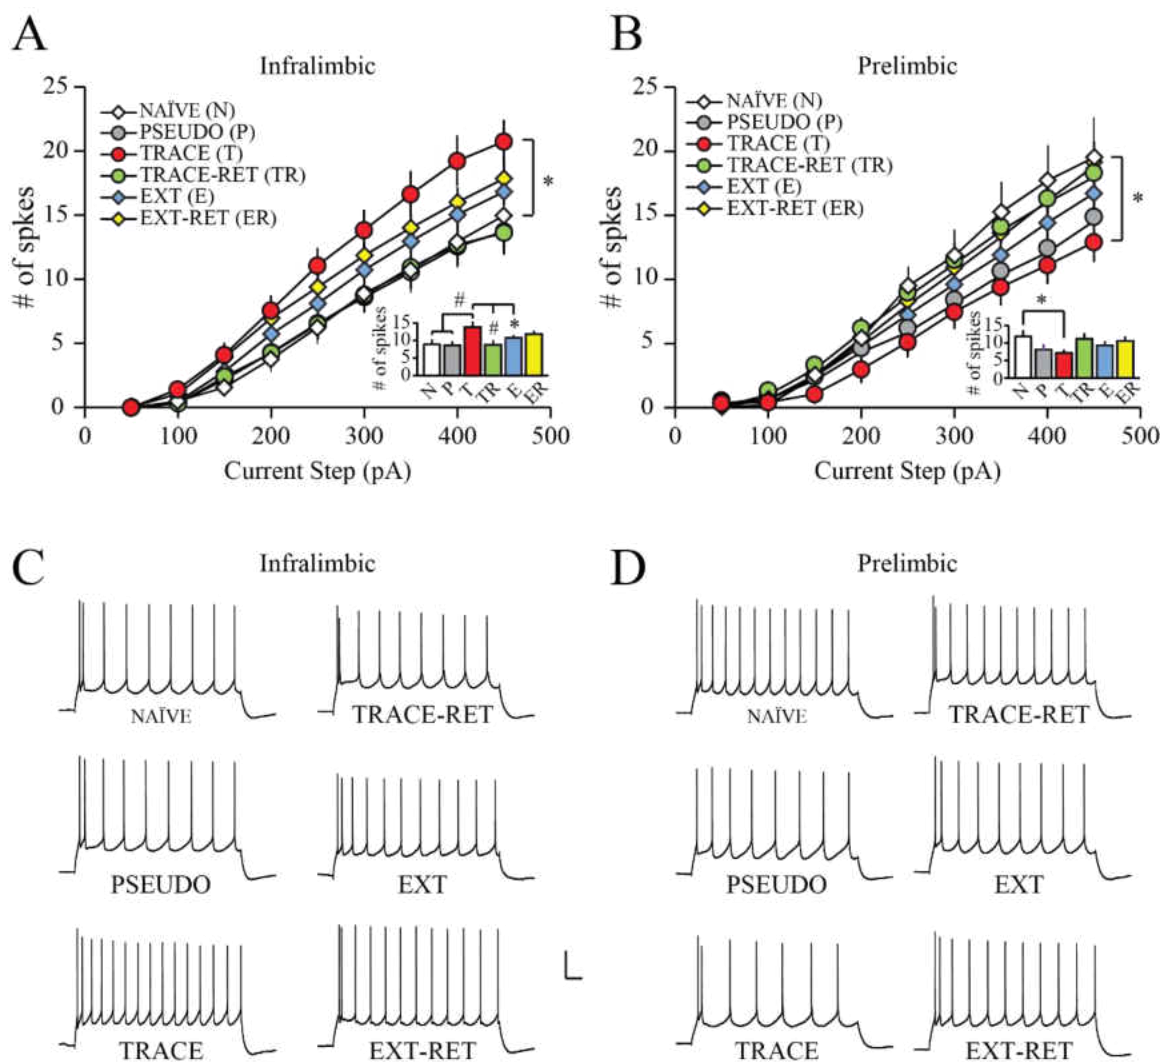 A
Infralimbic
25
20
15
10
5
0
# of spikes
NAÏVE (N)
PSEUDO (P)
TRACE (T)
TRACE-RET (TR)
EXT (E)
EXT-RET (ER)
*
# of spikes
15
10
5
0
#
#
*
N
P
T
TR
E
ER
0
100
200
300
400
500
Current Step (pA)
B
Prelimbic
25
20
15
10
5
0
# of spikes
NAÏVE (N)
PSEUDO (P)
TRACE (T)
TRACE-RET (TR)
EXT (E)
EXT-RET (ER)
*
# of spikes
15
10
5
0
*
N
P
T
TR
E
ER
0
100
200
300
400
500
Current Step (pA)
C
Infralimbic
NAÏVE
TRACE-RET
PSEUDO
EXT
TRACE
EXT-RET
D
Prelimbic
NAÏVE
TRACE-RET
PSEUDO
EXT
TRACE
EXT-RET